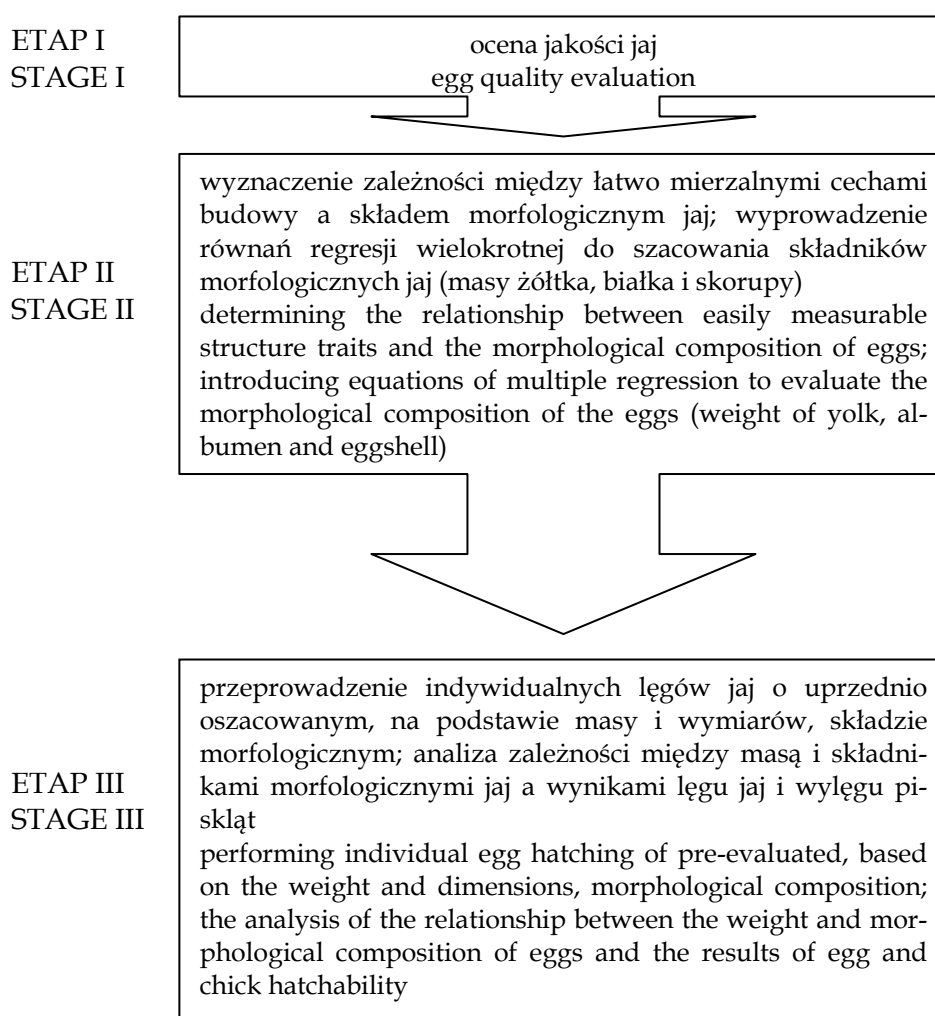 ETAP I
STAGE I
ocena jakości jaj
egg quality evaluation
ETAP II
STAGE II
wyznaczenie zależności między łatwo mierzalnymi cechami
budowy a składem morfologicznym jaj; wyprowadzenie
równań regresji wielokrotnej do szacowania składników
morfologicznych jaj (masy żółtka, białka i skorupy)
determining the relationship between easily measurable
structure traits and the morphological composition of eggs;
introducing equations of multiple regression to evaluate the
morphological composition of the eggs (weight of yolk, al-
bumen and eggshell)
ETAP III
STAGE III
przeprowadzenie indywidualnych lęgów jaj o uprzednio
oszacowanym, na podstawie masy i wymiarów, składzie
morfologicznym; analiza zależności między masą i składni-
kami morfologicznymi jaj a wynikami lęgu jaj i wylęgu pi-
skląt
performing individual egg hatching of pre-evaluated, based
on the weight and dimensions, morphological composition;
the analysis of the relationship between the weight and mor-
phological composition of eggs and the results of egg and
chick hatchability